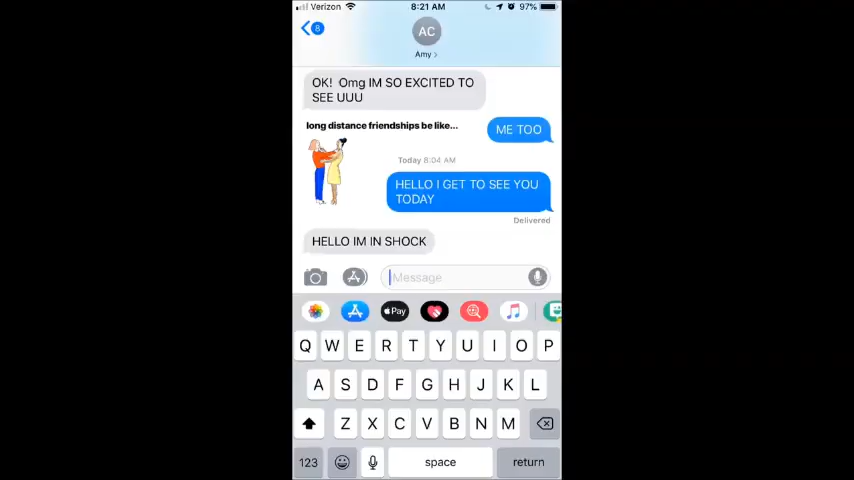 Verizon 8:21 AM 97%
8
AC
Amy >
OK! Omg IM SO EXCITED TO
SEE UUU
long distance friendships be like...
ME TOO
Today 8:04 AM
HELLO I GET TO SEE YOU
TODAY
Delivered
HELLO IM IN SHOCK
Message
Pay
Q W E R T Y U I O P
A S D F G H J K L
Z X C V B N M
123 space return